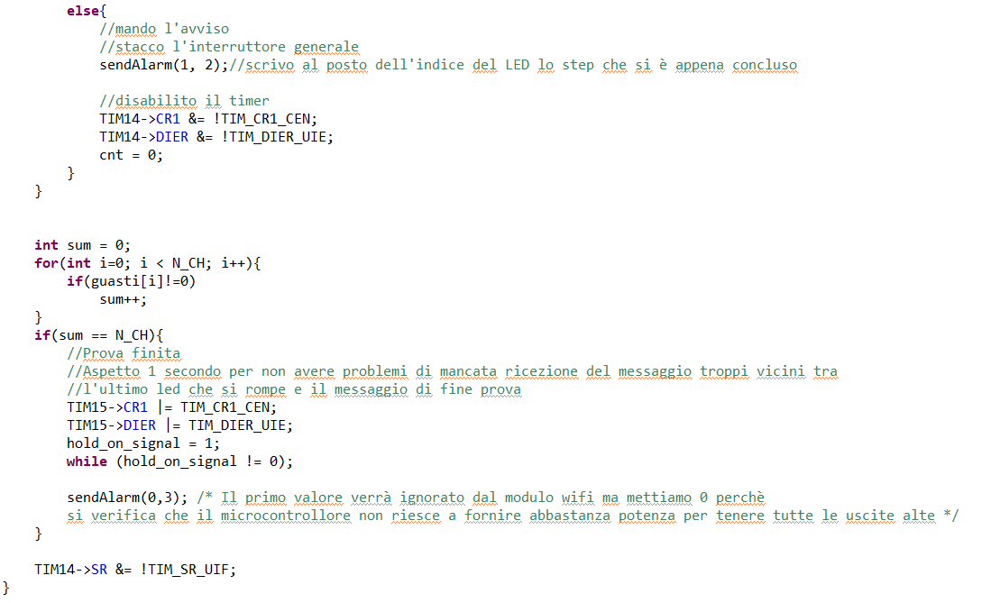 else{
//mando l'avviso
//stacco l'interruttore generale
sendAlarm(1, 2);//scrivo al posto dell'indice del LED lo step che si è appena concluso
//disabilito il timer
TIM14->CR1 &= !TIM_CR1_CEN;
TIM14->DIER &= !TIM_DIER_UIE;
cnt = 0;
}
}
int sum = 0;
for(int i=0; i < N_CH; i++){
if(guasti[i]!=0)
sum++;
}
if(sum == N_CH){
//Prova finita
//Aspetto 1 secondo per non avere problemi di mancata ricezione del messaggio troppi vicini tra
//l'ultimo led che si rompe e il messaggio di fine prova
TIM15->CR1 |= TIM_CR1_CEN;
TIM15->DIER |= TIM_DIER_UIE;
hold_on_signal = 1;
while (hold_on_signal != 0);
sendAlarm(0,3); /* Il primo valore verrà ignorato dal modulo wifi ma mettiamo 0 perchè
si verifica che il microcontrollore non riesce a fornire abbastanza potenza per tenere tutte le uscite alte */
}
TIM14->SR &= !TIM_SR_UIF;
}